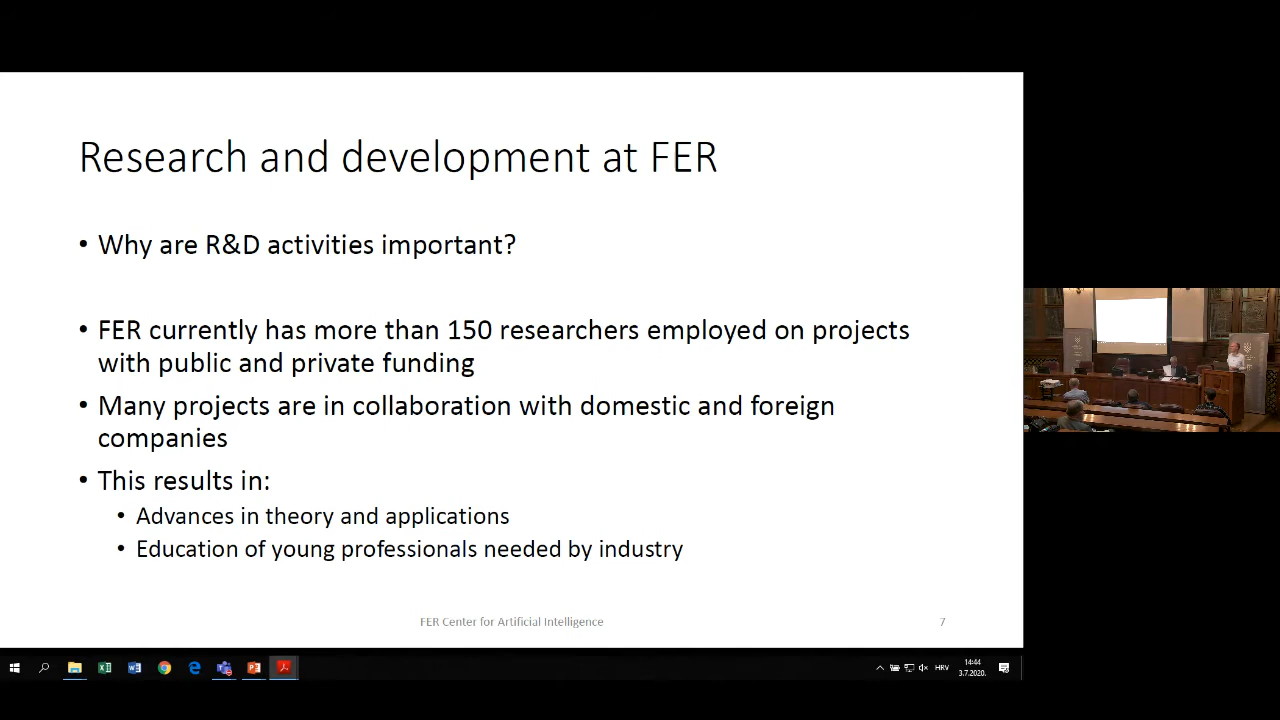 Research and development at FER
• Why are R&D activities important?
• FER currently has more than 150 researchers employed on projects
with public and private funding
• Many projects are in collaboration with domestic and foreign
companies
• This results in:
• Advances in theory and applications
• Education of young professionals needed by industry
FER Center for Artificial Intelligence
7
HRV
14:44
3.7.2020.